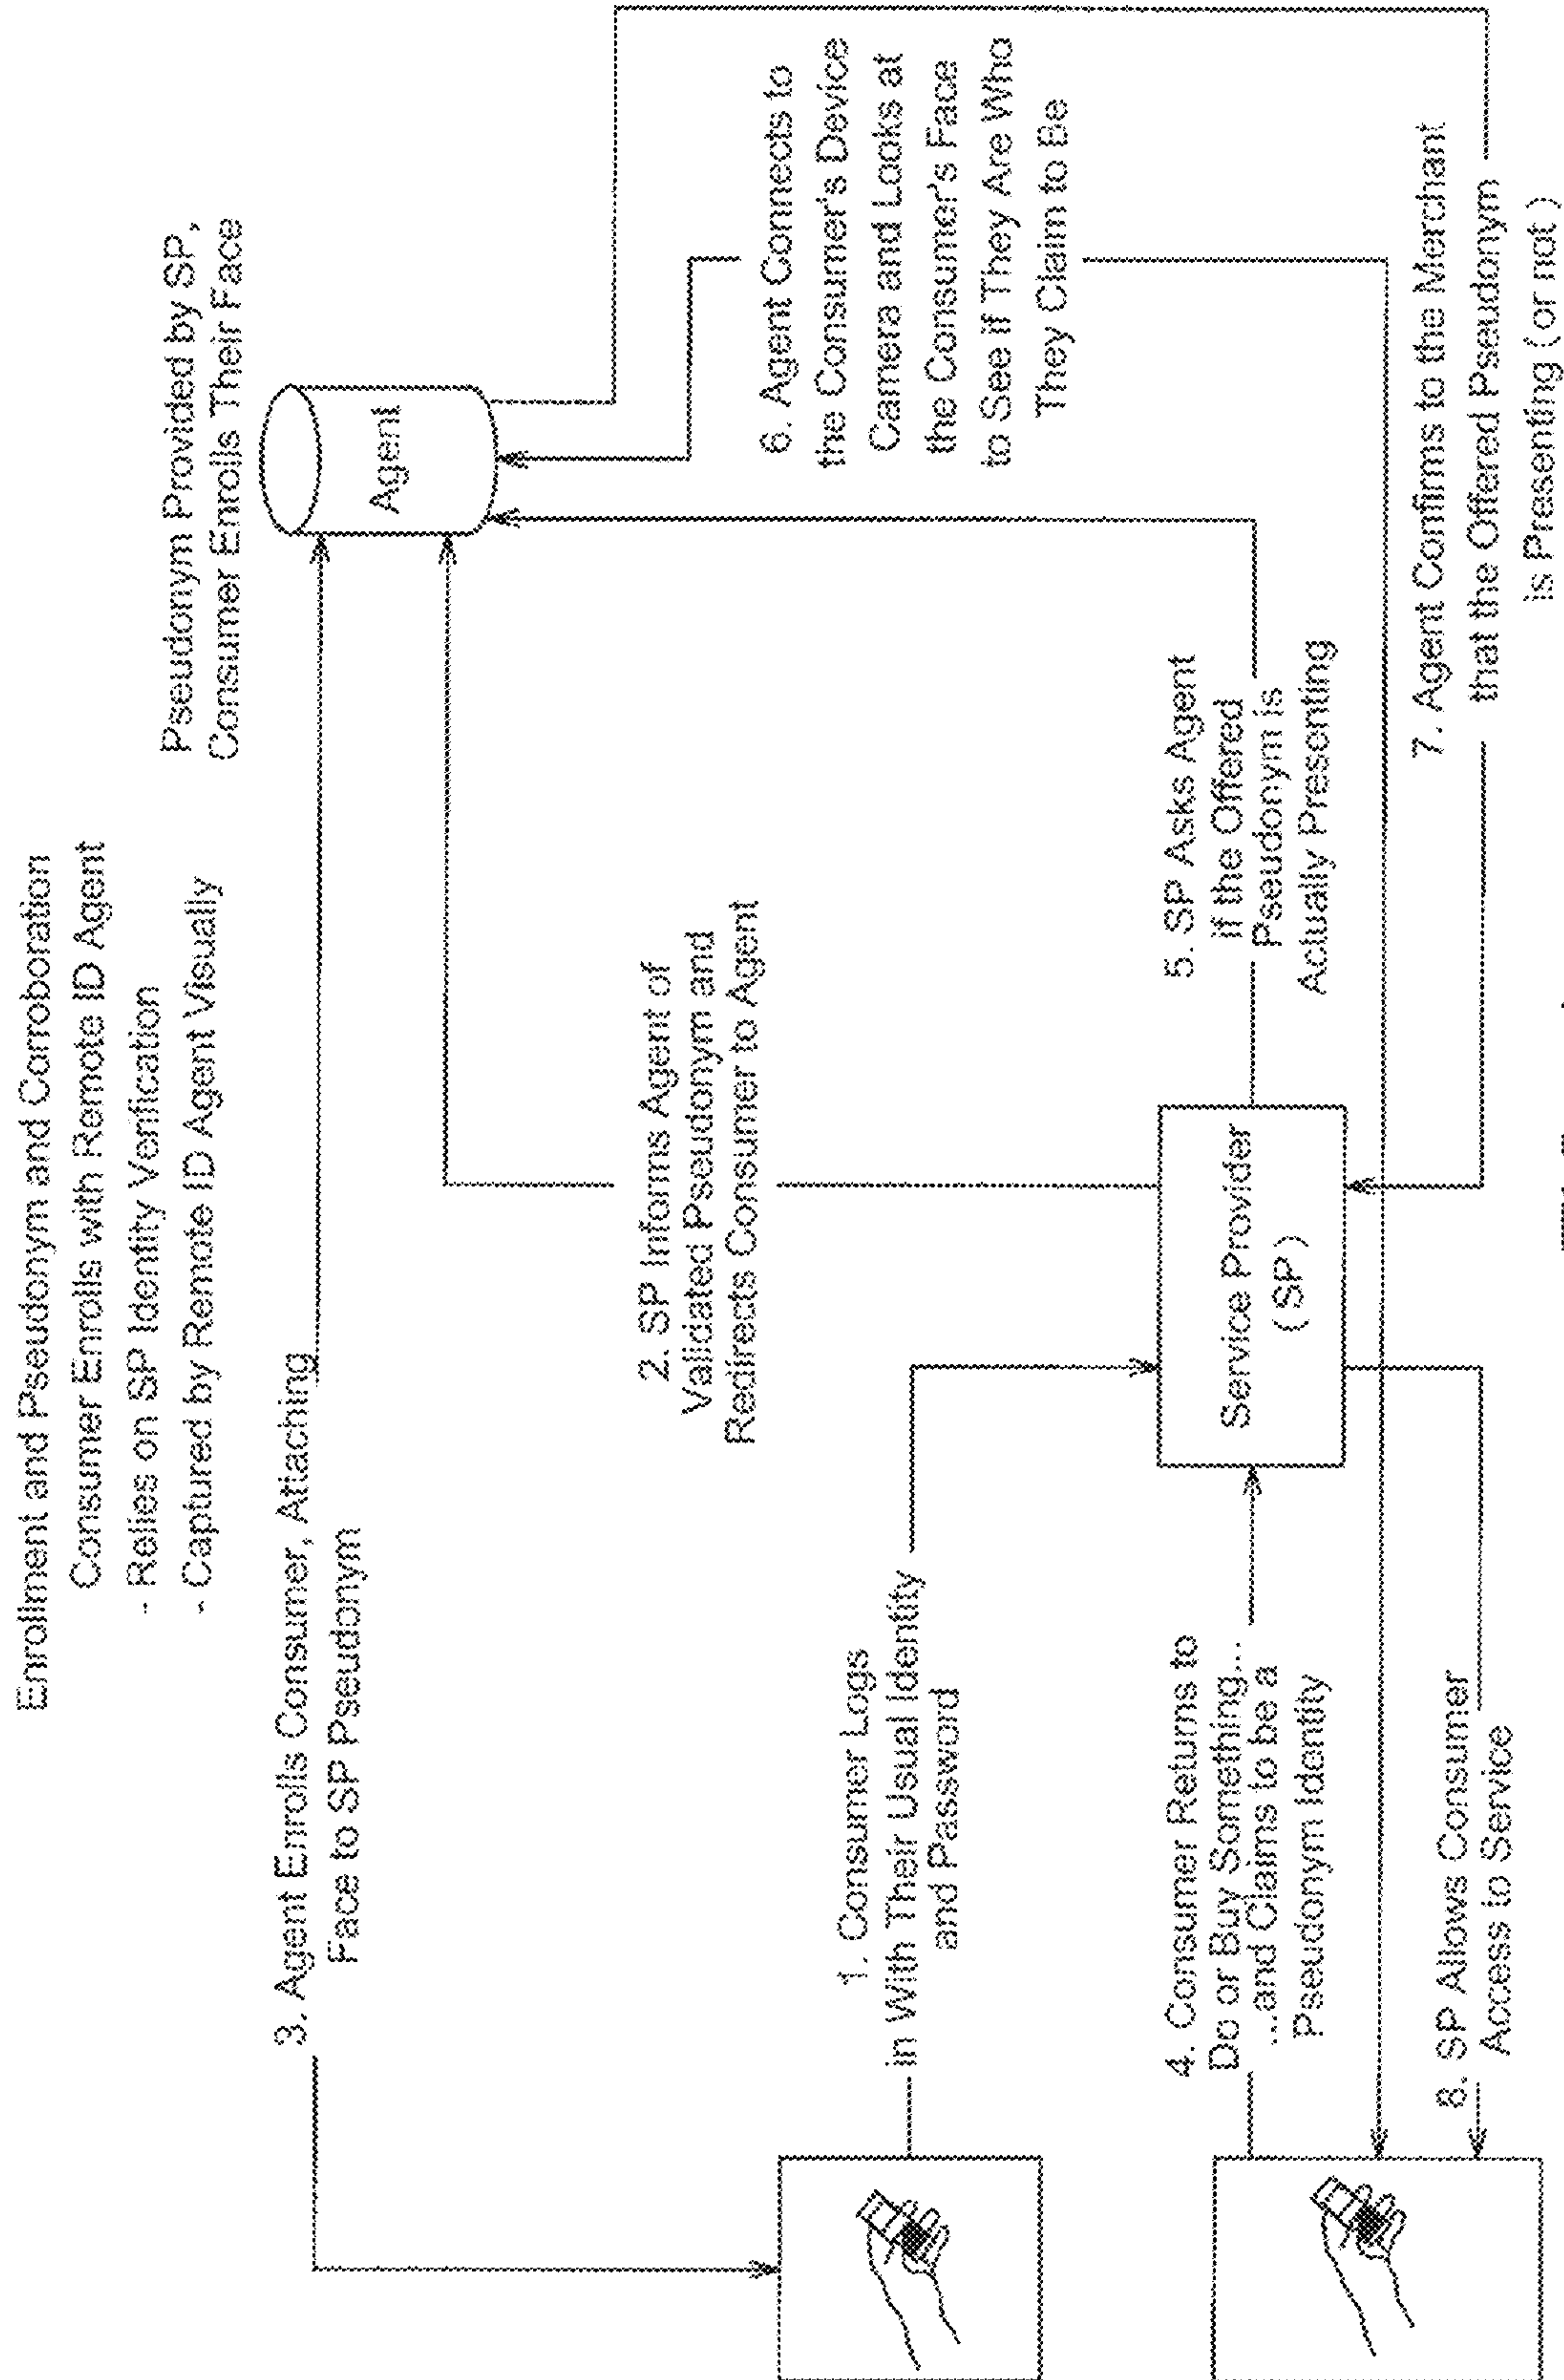 Enrollment and Pseudonym and Corroboration
Consumer Enrolls with Remote ID Agent
- Relies on SP Identity Verification
- Captured by Remote ID Agent Visually
Pseudonym Provided by SP,
Consumer Enrolls Their Face
3. Agent Enrolls Consumer, Attaching
Face to SP Pseudonym
Agent
2. SP Informs Agent of
Validated Pseudonym and
Redirects Consumer to Agent
6. Agent Connects to
the Consumer's Device
Camera and Looks at
the Consumer's Face
to See if They Are Who
They Claim to Be
1. Consumer Logs
in With Their Usual Identity
and Password
4. Consumer Returns to
Do or Buy Something...
...and Claims to be a
Pseudonym Identity
Service Provider
( SP )
5. SP Asks Agent
if the Offered
Pseudonym is
Actually Presenting
7. Agent Confirms to the Merchant
that the Offered Pseudonym
is Presenting ( or not )
8. SP Allows Consumer
Access to Service